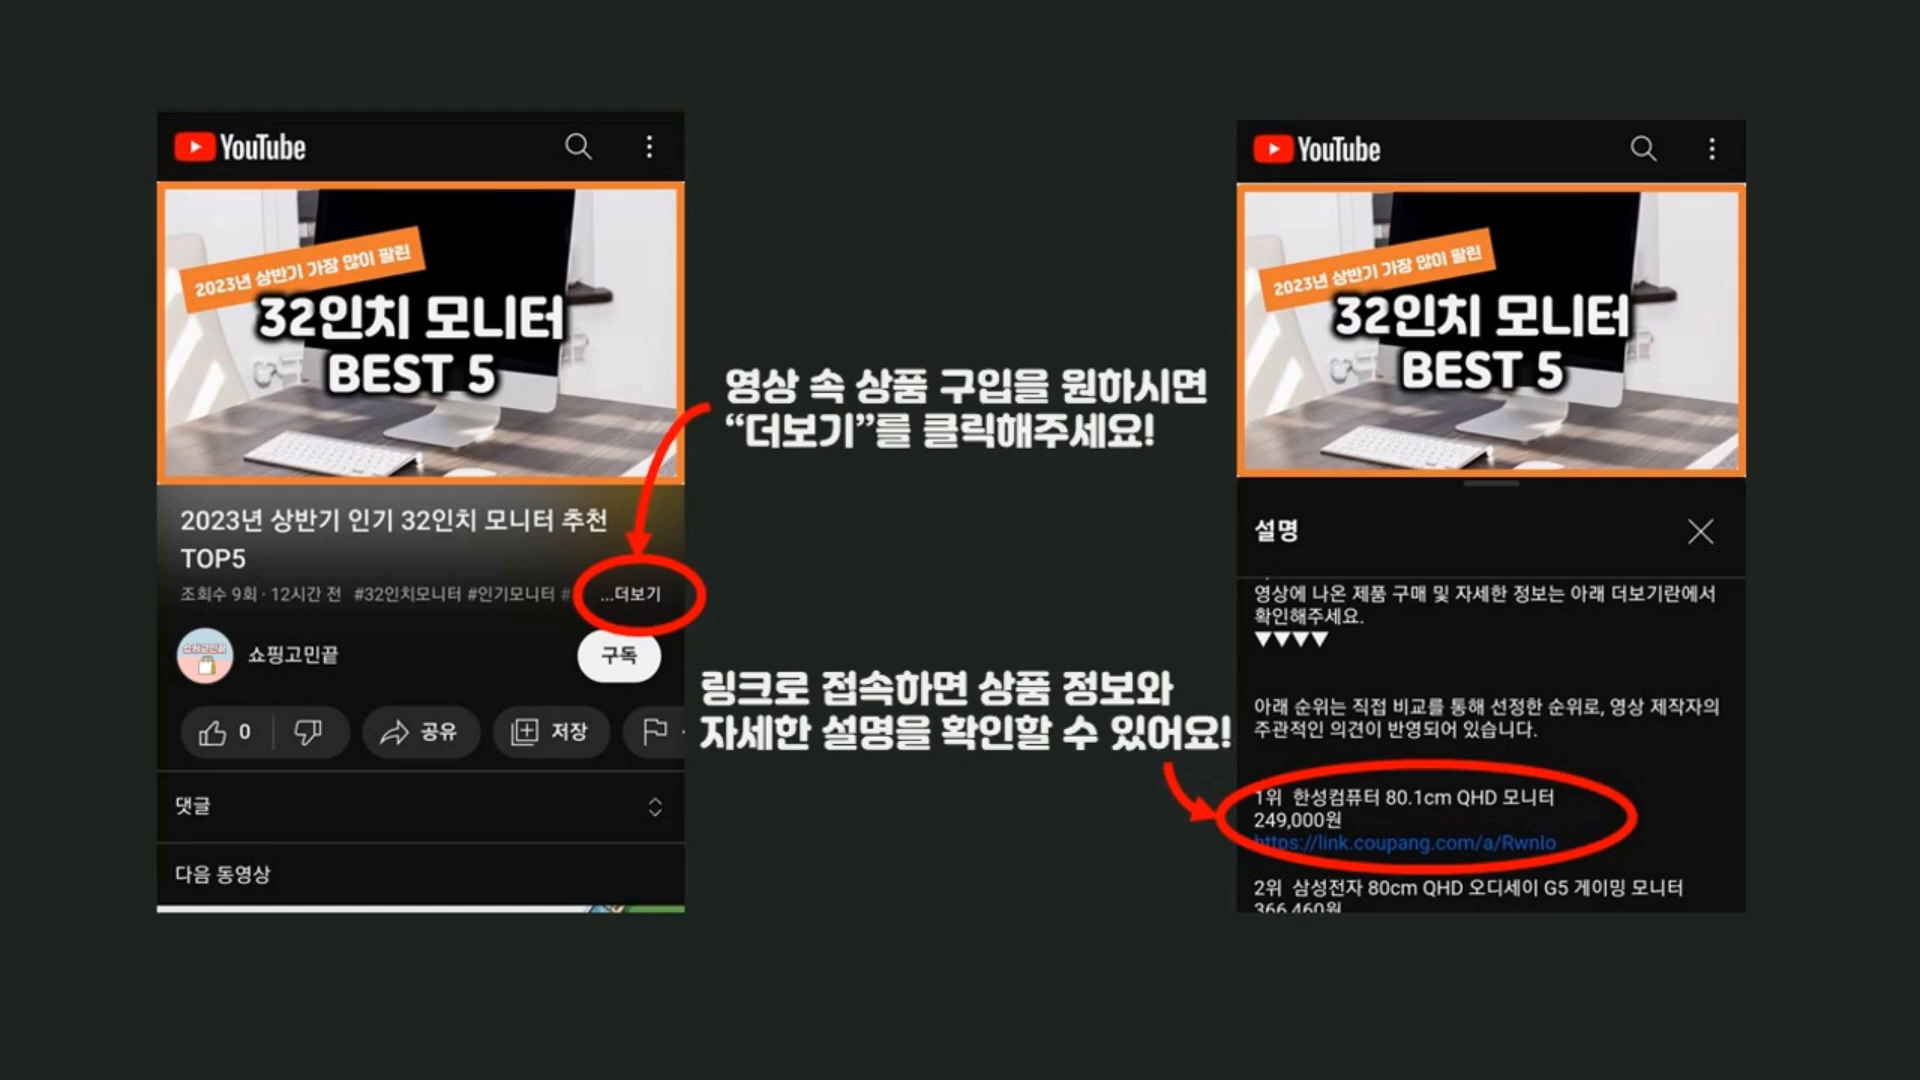 YouTube
2023년 상반기 가장 많이 팔린
32인치 모니터
BEST 5
2023년 상반기 인기 32인치 모니터 추천
TOP5
조회수 9회 · 12시간 전 #32인치모니터 #인기모니터 # ...더보기
쇼핑고민끝
쇼핑고민끝
구독
0
공유
저장
댓글
다음 동영상
영상 속 상품 구입을 원하시면
“더보기”를 클릭해주세요!
링크로 접속하면 상품 정보와
자세한 설명을 확인할 수 있어요!
YouTube
2023년 상반기 가장 많이 팔린
32인치 모니터
BEST 5
설명
영상에 나온 제품 구매 및 자세한 정보는 아래 더보기란에서
확인해주세요.
▼▼▼▼
아래 순위는 직접 비교를 통해 선정한 순위로, 영상 제작자의
주관적인 의견이 반영되어 있습니다.
1위 한성컴퓨터 80.1cm QHD 모니터
249,000원
https://link.coupang.com/a/RwnIo
2위 삼성전자 80cm QHD 오디세이 G5 게이밍 모니터
366,460원